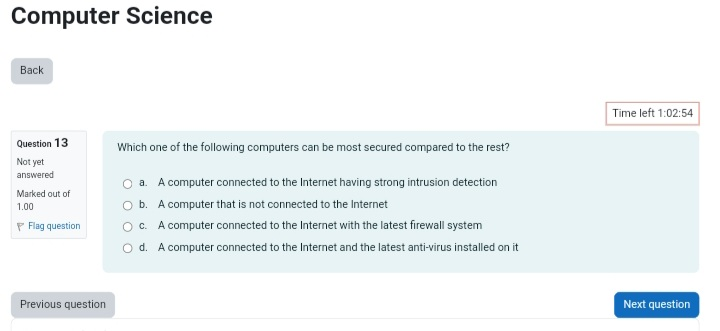 Computer Science
Back
Time left 1:02:54
Question 13
Not yet
answered
Marked out of
1.00
Flag question
Which one of the following computers can be most secured compared to the rest?
a. A computer connected to the Internet having strong intrusion detection
b. A computer that is not connected to the Internet
c. A computer connected to the Internet with the latest firewall system
d. A computer connected to the Internet and the latest anti-virus installed on it
Previous question
Next question